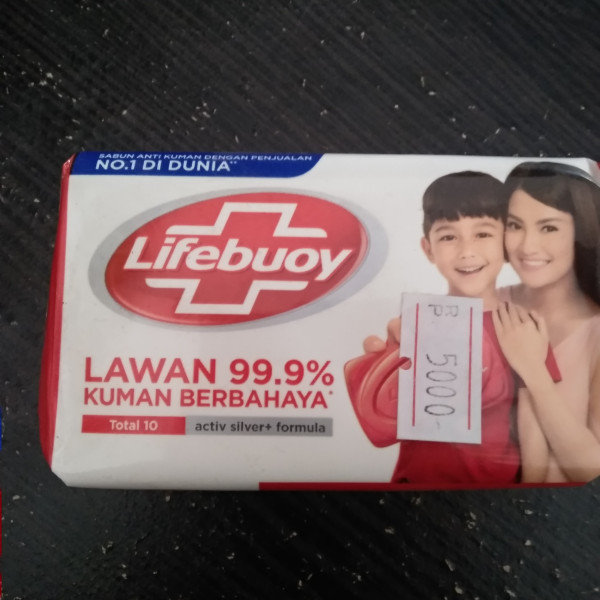 SABUN ANTI KUMAN DENGAN PENJUALAN
NO.1 DI DUNIA**
Lifebuoy
LAWAN 99.9%
KUMAN BERBAHAYA*
Total 10 activ silver+ formula
RP 5000,-